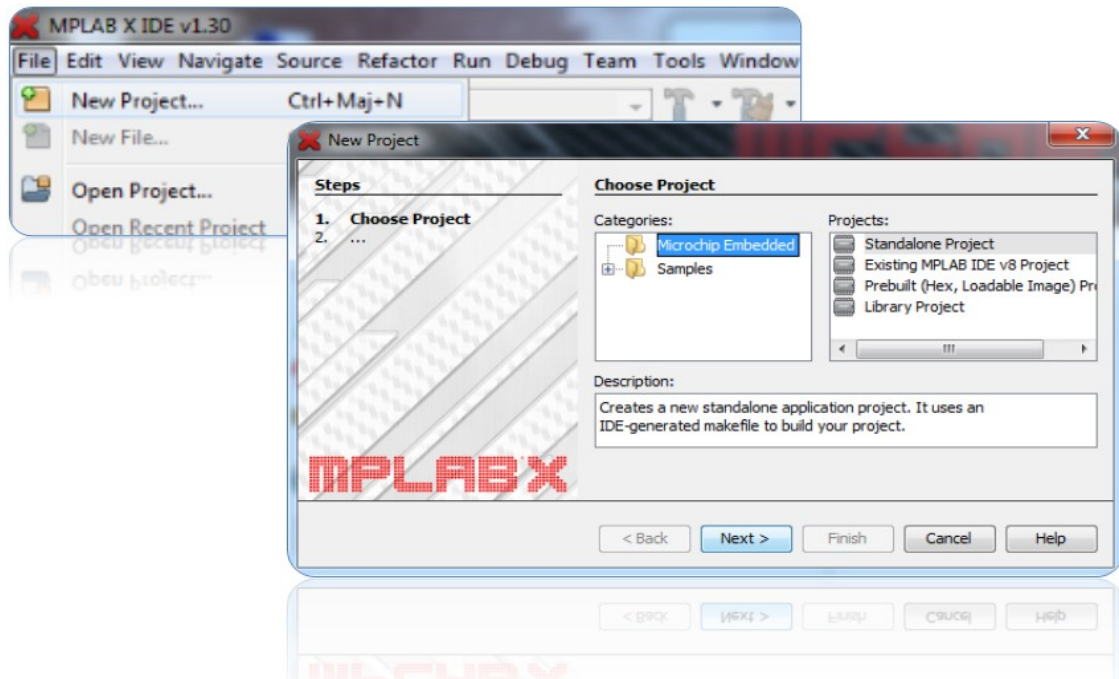 MPLAB X IDE v1.30
File Edit View Navigate Source Refactor Run Debug Team Tools Window
New Project... Ctrl+Maj+N
New File...
Open Project...
Open Recent Project
New Project
Steps
1. Choose Project
2. ...
MPLAB X
Choose Project
Categories:
Microchip Embedded
Samples
Projects:
Standalone Project
Existing MPLAB IDE v8 Project
Prebuilt (Hex, Loadable Image) Pr
Library Project
Description:
Creates a new standalone application project. It uses an
IDE-generated makefile to build your project.
< Back Next > Finish Cancel Help